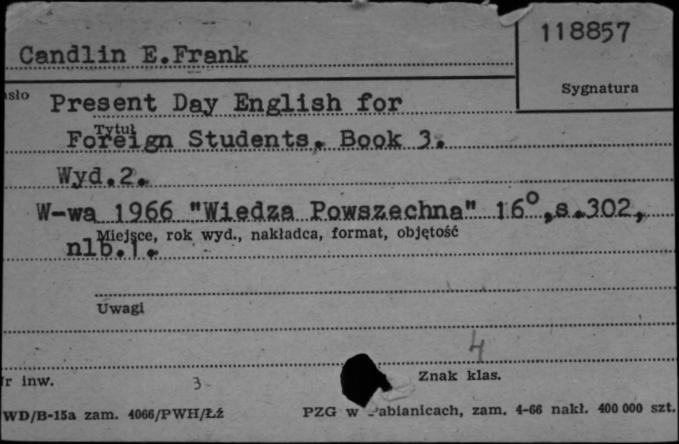 118857
Candlin E.Frank
Sygnatura
Present Day English for
Tytuł
Foreign Students. Book 3.
Wyd.2.
W-wa 1966 "Wiedza Powszechna" 16°,s.302,
Miejsce, rok wyd., nakładca, format, objętość
nlb.1.
Uwagi
4
inw. 3 Znak klas.
WD/B-15a zam. 4066/PWH/Łź PZG w Pabianicach, zam. 4-66 nakł. 400 000 szt.